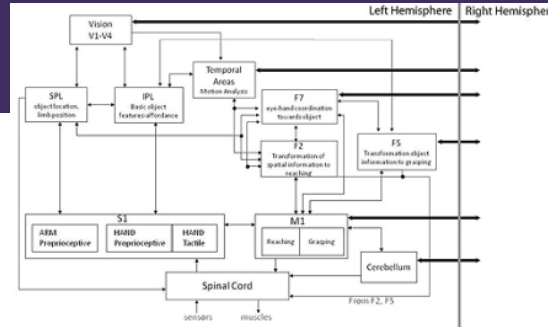 Left Hemisphere
Right Hemispher
Vision
V1-V4
Temporal
Areas
Motion Analysis
SPL
object location,
limb position
IPL
Basic object
features-affordance
F7
eye-hand coordination
towards object
F2
Transformation of
spatial information to
reaching
F5
Transformation object
information to grasping
S1
ARM
Proprioceptive
HAND
Proprioceptive
HAND
Tactile
M1
Reaching
Grasping
Cerebellum
Spinal Cord
From F2, F5
sensors
muscles